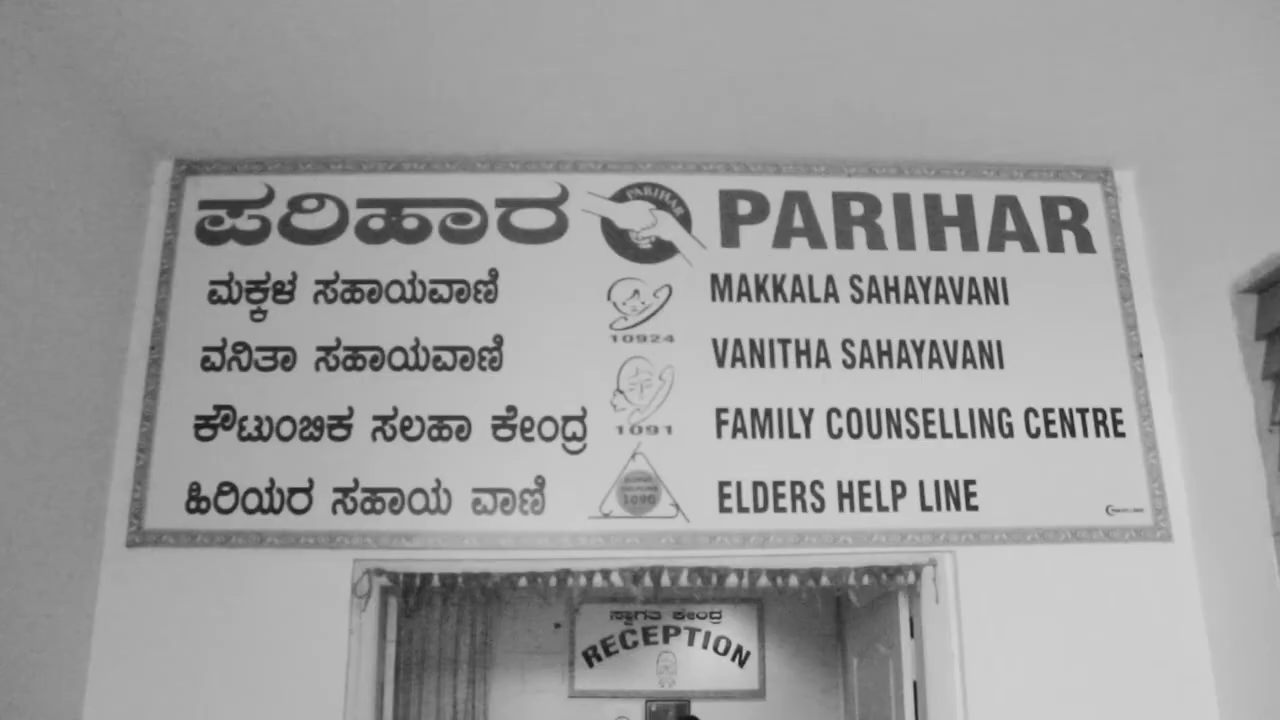 ಪರಿಹಾರ PARIHAR PARIHAR
ಮಕ್ಕಳ ಸಹಾಯವಾಣಿ 10924 MAKKALA SAHAYAVANI
ವನಿತಾ ಸಹಾಯವಾಣಿ 1091 VANITHA SAHAYAVANI
ಕೌಟುಂಬಿಕ ಸಲಹಾ ಕೇಂದ್ರ FAMILY COUNSELLING CENTRE
ಹಿರಿಯರ ಸಹಾಯ ವಾಣಿ 1090 ELDERS HELP LINE
ಸ್ವಾಗತ ಕೇಂದ್ರ
RECEPTION